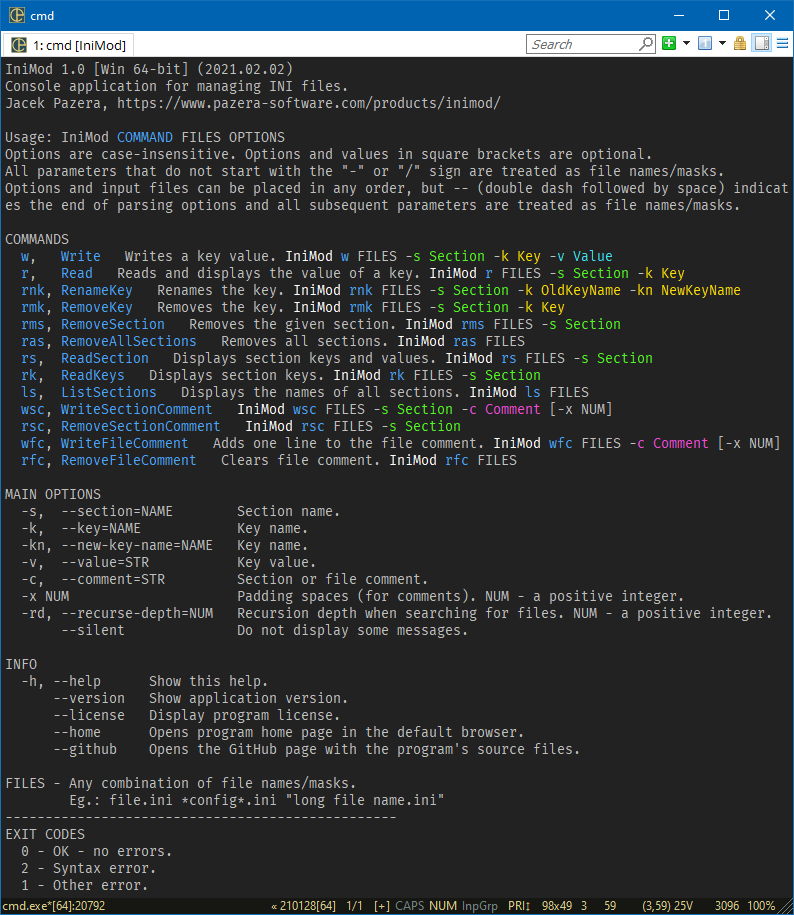 cmd
1: cmd [IniMod]
Search
IniMod 1.0 [Win 64-bit] (2021.02.02)
Console application for managing INI files.
Jacek Pazera, https://www.pazera-software.com/products/inimod/
Usage: IniMod COMMAND FILES OPTIONS
Options are case-insensitive. Options and values in square brackets are optional.
All parameters that do not start with the "-" or "/" sign are treated as file names/masks.
Options and input files can be placed in any order, but -- (double dash followed by space) indicat
es the end of parsing options and all subsequent parameters are treated as file names/masks.
COMMANDS
w,   Write   Writes a key value. IniMod w FILES -s Section -k Key -v Value
r,   Read   Reads and displays the value of a key. IniMod r FILES -s Section -k Key
rnk, RenameKey   Renames the key. IniMod rnk FILES -s Section -k OldKeyName -kn NewKeyName
rmk, RemoveKey   Removes the key. IniMod rmk FILES -s Section -k Key
rms, RemoveSection   Removes the given section. IniMod rms FILES -s Section
ras, RemoveAllSections   Removes all sections. IniMod ras FILES
rs,  ReadSection   Displays section keys and values. IniMod rs FILES -s Section
rk,  ReadKeys   Displays section keys. IniMod rk FILES -s Section
ls,  ListSections   Displays the names of all sections. IniMod ls FILES
wsc, WriteSectionComment   IniMod wsc FILES -s Section -c Comment [-x NUM]
rsc, RemoveSectionComment   IniMod rsc FILES -s Section
wfc, WriteFileComment   Adds one line to the file comment. IniMod wfc FILES -c Comment [-x NUM]
rfc, RemoveFileComment   Clears file comment. IniMod rfc FILES
MAIN OPTIONS
-s,  --section=NAME        Section name.
-k,  --key=NAME            Key name.
-kn, --new-key-name=NAME   Key name.
-v,  --value=STR           Key value.
-c,  --comment=STR         Section or file comment.
-x NUM                     Padding spaces (for comments). NUM - a positive integer.
-rd, --recurse-depth=NUM   Recursion depth when searching for files. NUM - a positive integer.
--silent              Do not display some messages.
INFO
-h, --help      Show this help.
--version   Show application version.
--license   Display program license.
--home      Opens program home page in the default browser.
--github    Opens the GitHub page with the program's source files.
FILES - Any combination of file names/masks.
Eg.: file.ini *config*.ini "long file name.ini"
-------------------------------------------------
EXIT CODES
0 - OK - no errors.
2 - Syntax error.
1 - Other error.
cmd.exe*[64]:20792 « 210128[64] 1/1 [+] CAPS NUM InpGrp PRI↕ 98x49 3 59 (3,59) 25V 3096 100%